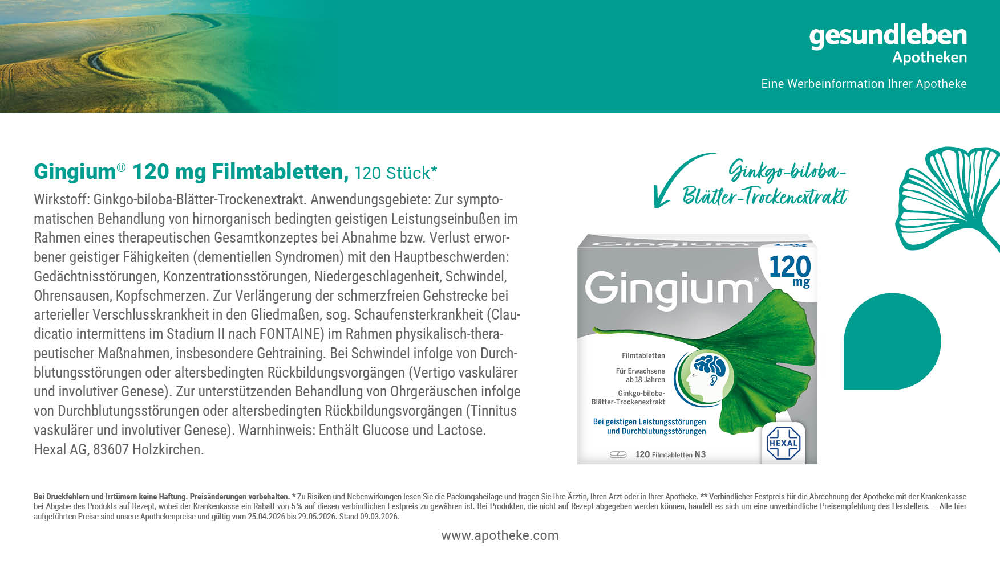 gesundleben
Apotheken
Eine Werbeinformation Ihrer Apotheke
Gingium® 120 mg Filmtabletten, 120 Stück*
Wirkstoff: Ginkgo-biloba-Blätter-Trockenextrakt. Anwendungsgebiete: Zur sympto-
matischen Behandlung von hirnorganisch bedingten geistigen Leistungseinbußen im
Rahmen eines therapeutischen Gesamtkonzeptes bei Abnahme bzw. Verlust erwor-
bener geistiger Fähigkeiten (dementiellen Syndromen) mit den Hauptbeschwerden:
Gedächtnisstörungen, Konzentrationsstörungen, Niedergeschlagenheit, Schwindel,
Ohrensausen, Kopfschmerzen. Zur Verlängerung der schmerzfreien Gehstrecke bei
arterieller Verschlusskrankheit in den Gliedmaßen, sog. Schaufensterkrankheit (Clau-
dicatio intermittens im Stadium II nach FONTAINE) im Rahmen physikalisch-thera-
peutischer Maßnahmen, insbesondere Gehtraining. Bei Schwindel infolge von Durch-
blutungsstörungen oder altersbedingten Rückbildungsvorgängen (Vertigo vaskulärer
und involutiver Genese). Zur unterstützenden Behandlung von Ohrgeräuschen infolge
von Durchblutungsstörungen oder altersbedingten Rückbildungsvorgängen (Tinnitus
vaskulärer und involutiver Genese). Warnhinweis: Enthält Glucose und Lactose.
Hexal AG, 83607 Holzkirchen.
Ginkgo-biloba-
Blätter-Trockenextrakt
Gingium® 120 mg
Gingium®
120
mg
Filmtabletten
Für Erwachsene
ab 18 Jahren
Ginkgo-biloba-
Blätter-Trockenextrakt
Bei geistigen Leistungsstörungen
und Durchblutungsstörungen
120 Filmtabletten N3
HEXAL
Bei Druckfehlern und Irrtümern keine Haftung. Preisänderungen vorbehalten. * Zu Risiken und Nebenwirkungen lesen Sie die Packungsbeilage und fragen Sie Ihre Ärztin, Ihren Arzt oder in Ihrer Apotheke. ** Verbindlicher Festpreis für die Abrechnung der Apotheke mit der Krankenkasse
bei Abgabe des Produkts auf Rezept, wobei der Krankenkasse ein Rabatt von 5 % auf diesen verbindlichen Festpreis zu gewähren ist. Bei Produkten, die nicht auf Rezept abgegeben werden können, handelt es sich um eine unverbindliche Preisempfehlung des Herstellers. – Alle hier
aufgeführten Preise sind unsere Apothekenpreise und gültig vom 25.04.2026 bis 29.05.2026. Stand 09.03.2026.
www.apotheke.com